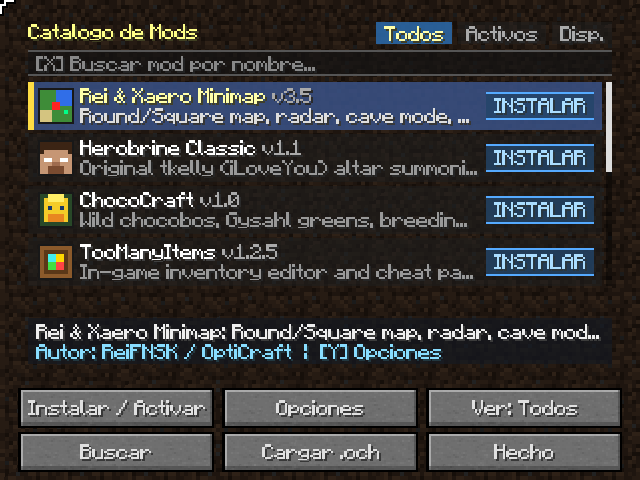 Catalogo de Mods
Todos Activos Disp.
[X] Buscar mod por nombre...
Rei & Xaero Minimap v3.5
Round/Square map, radar, cave mode, ...
INSTALAR
Herobrine Classic v1.1
Original tkelly (iLoveYou) altar summoni...
INSTALAR
ChocoCraft v1.0
Wild chocobos, Gysahl greens, breedin...
INSTALAR
TooManyItems v1.2.5
In-game inventory editor and cheat pa...
INSTALAR
Rei & Xaero Minimap: Round/Square map, radar, cave mod...
Autor: ReiFNSK / OptiCraft | [Y] Opciones
Instalar / Activar
Opciones
Ver: Todos
Buscar
Cargar .och
Hecho